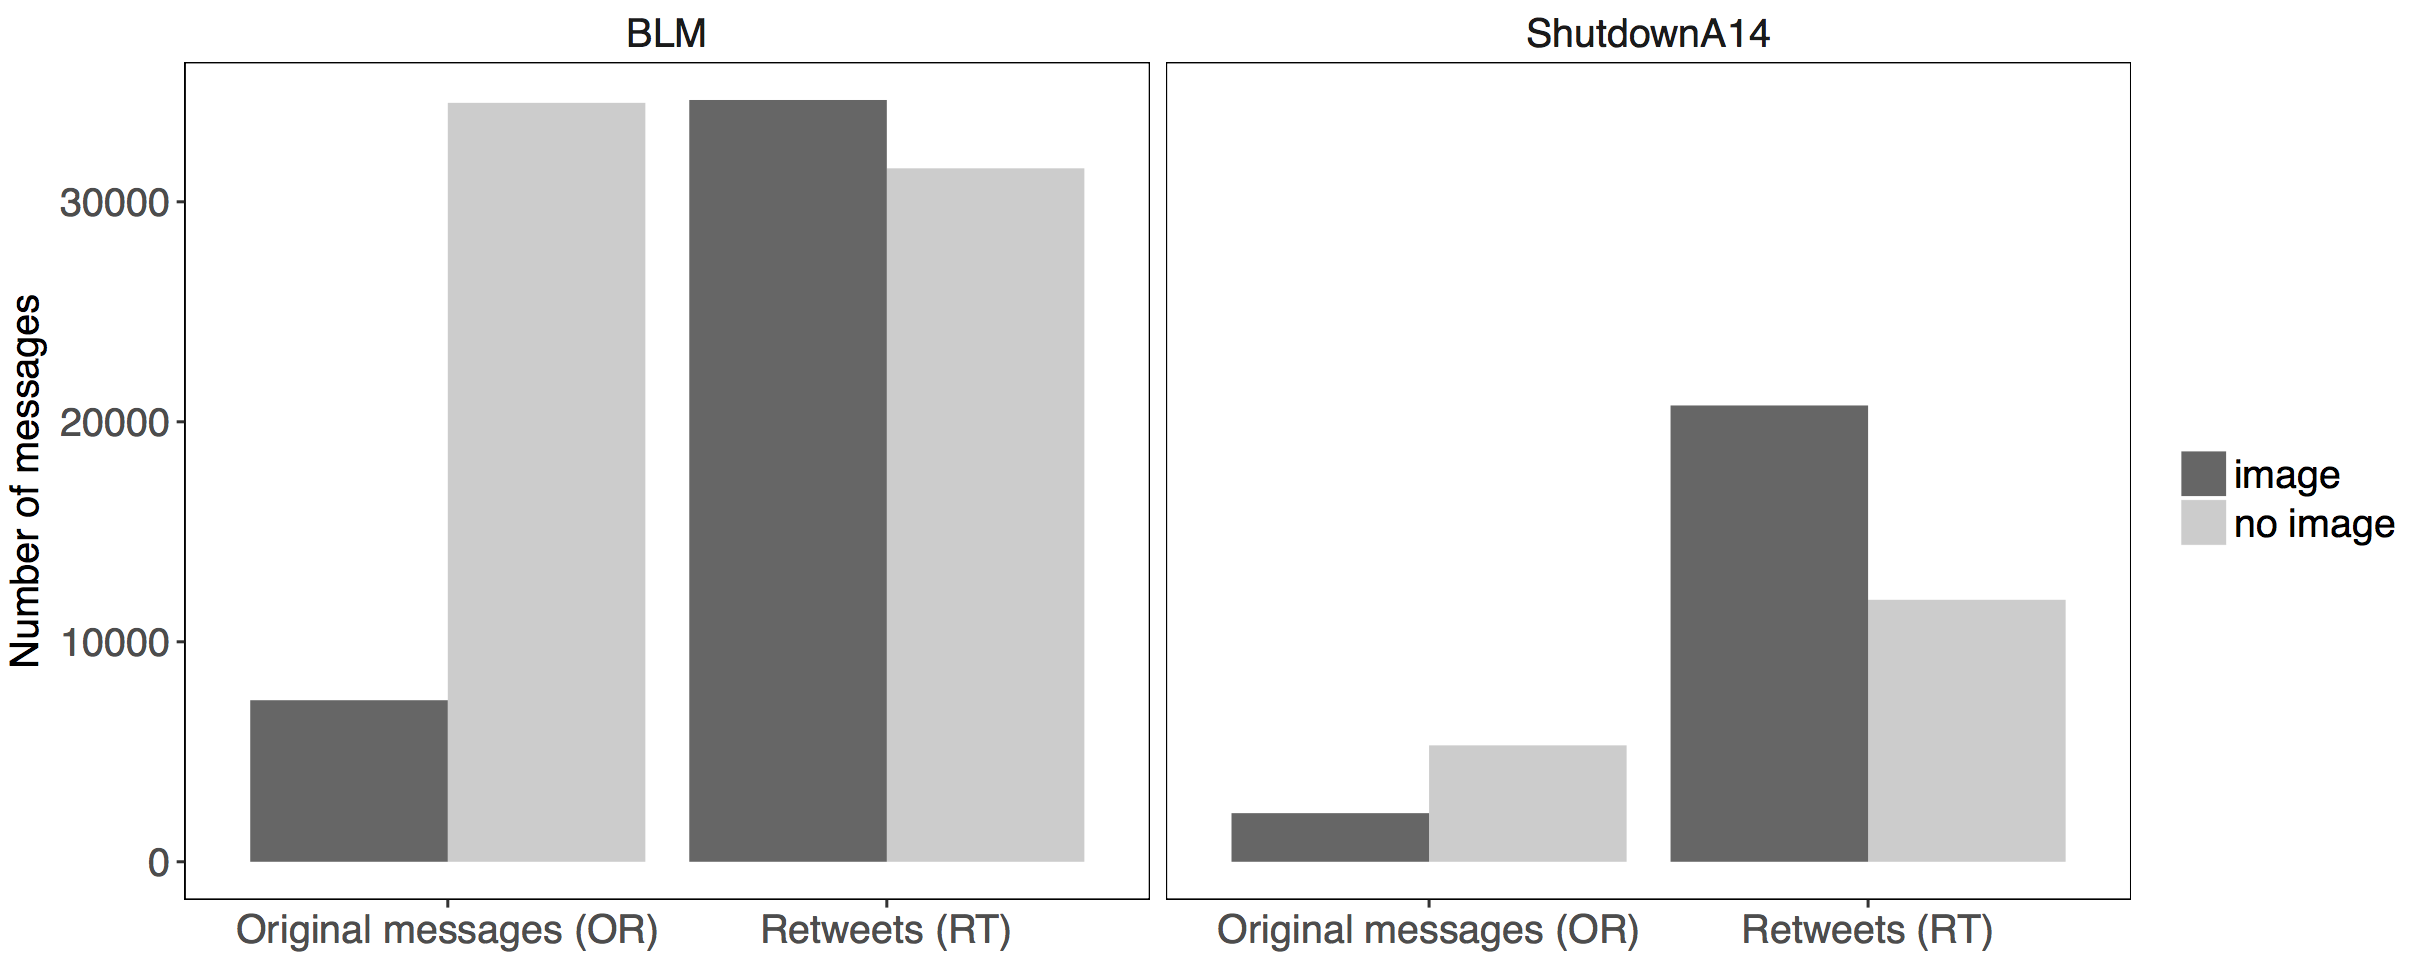 BLM
ShutdownA14
Number of messages
30000
20000
10000
0
Original messages (OR)
Retweets (RT)
Original messages (OR)
Retweets (RT)
image
no image